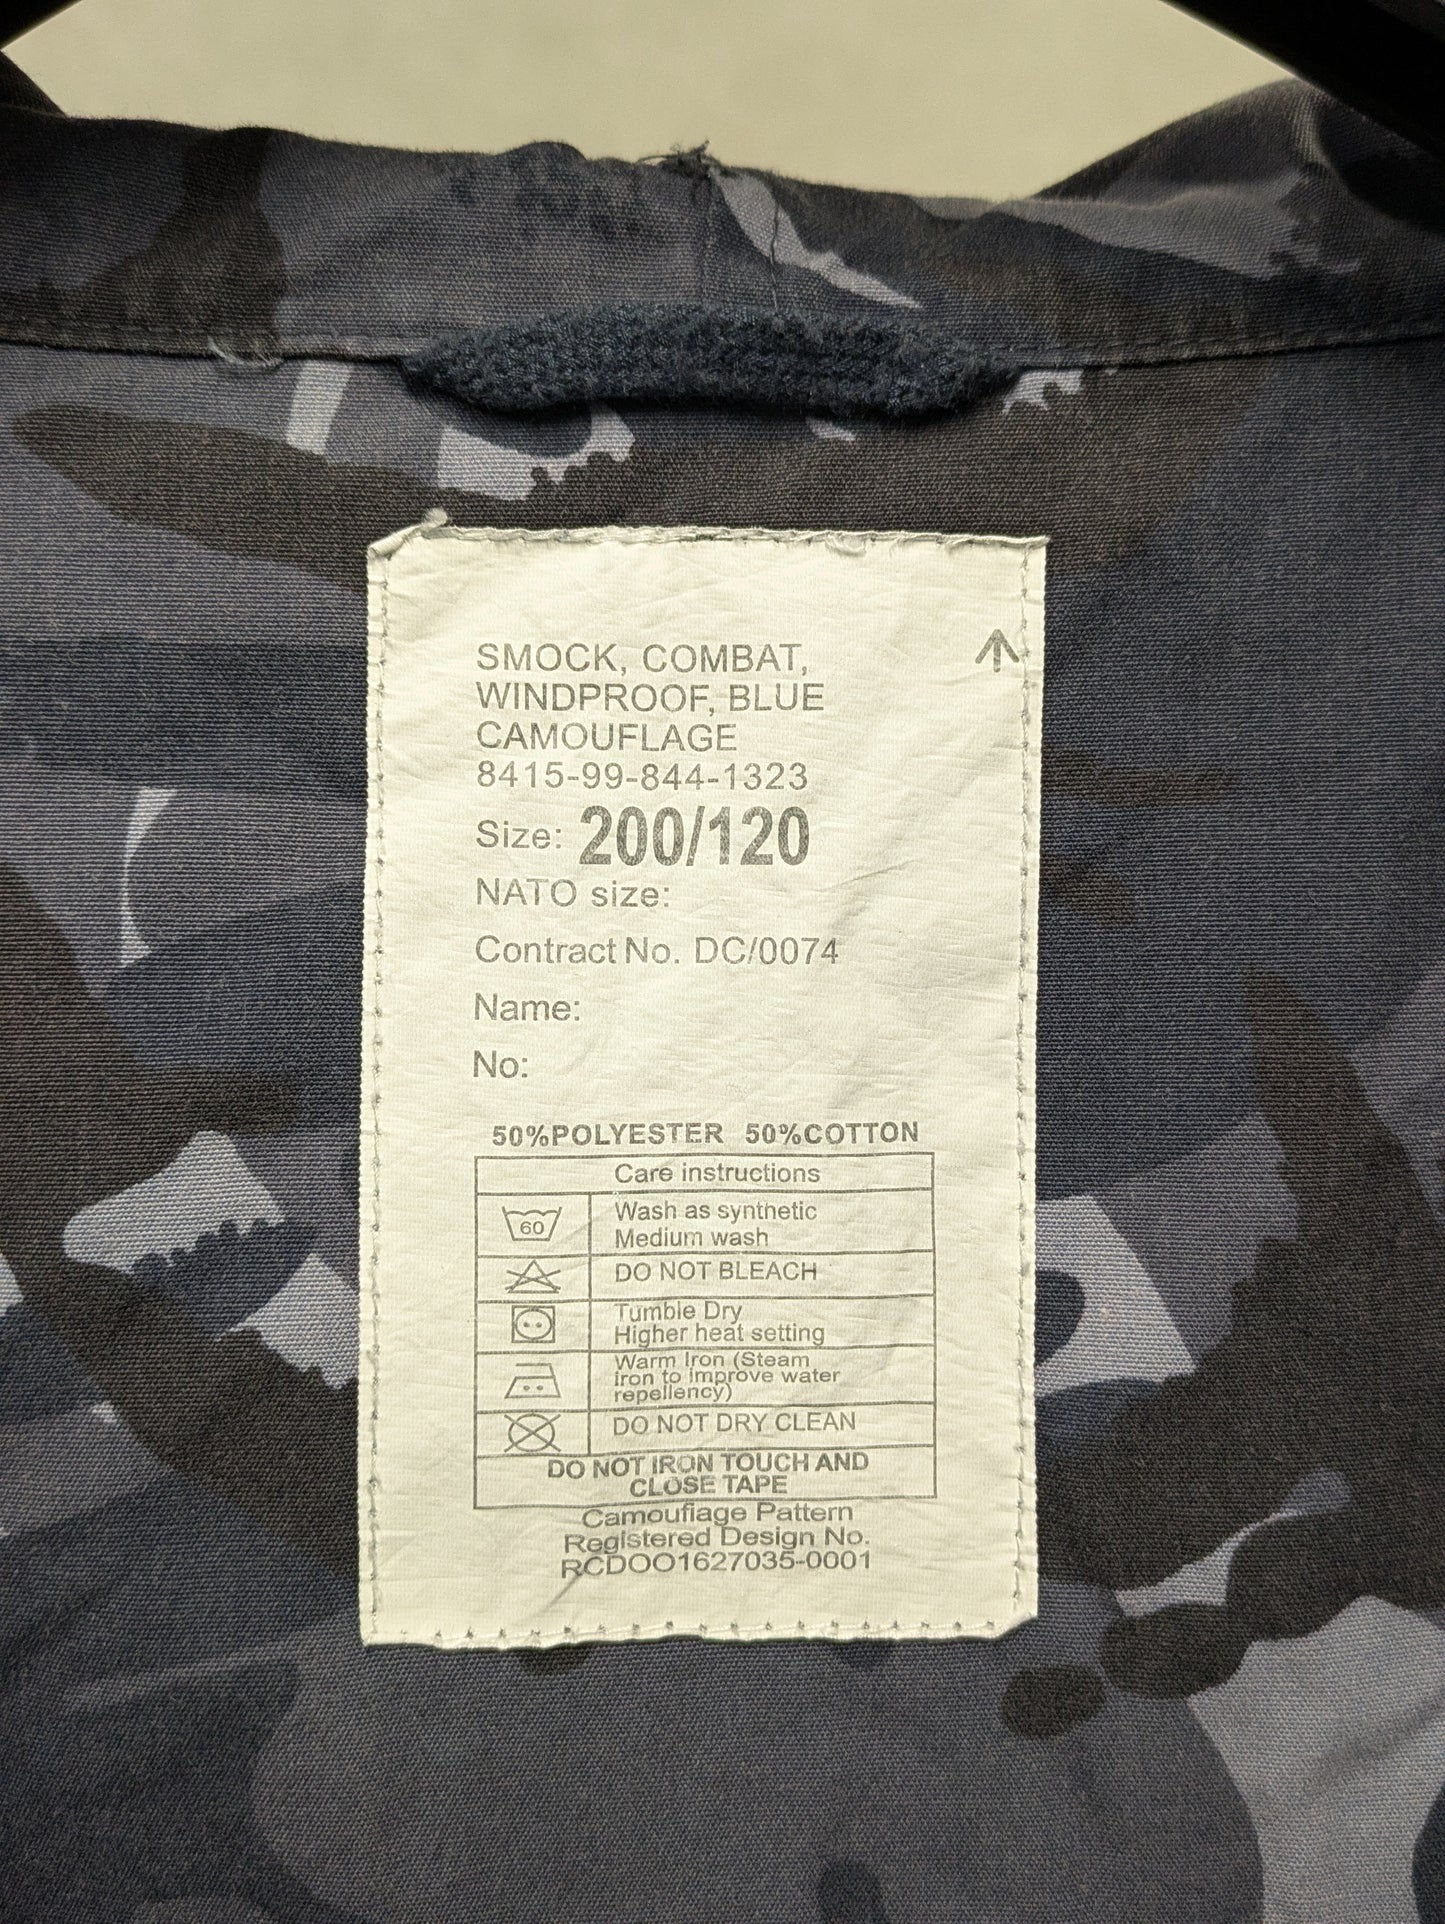 SMOCK, COMBAT,
WINDPROOF, BLUE
CAMOUFLAGE
8415-99-844-1323
Size: 200/120
NATO size:
Contract No. DC/0074
Name:
No:
50%POLYESTER 50%COTTON
Care instructions
60
Wash as synthetic
Medium wash
DO NOT BLEACH
Tumble Dry
Higher heat setting
Warm Iron (Steam
iron to improve water
repellency)
DO NOT DRY CLEAN
DO NOT IRON TOUCH AND
CLOSE TAPE
Camouflage Pattern
Registered Design No.
RCDOO1627035-0001